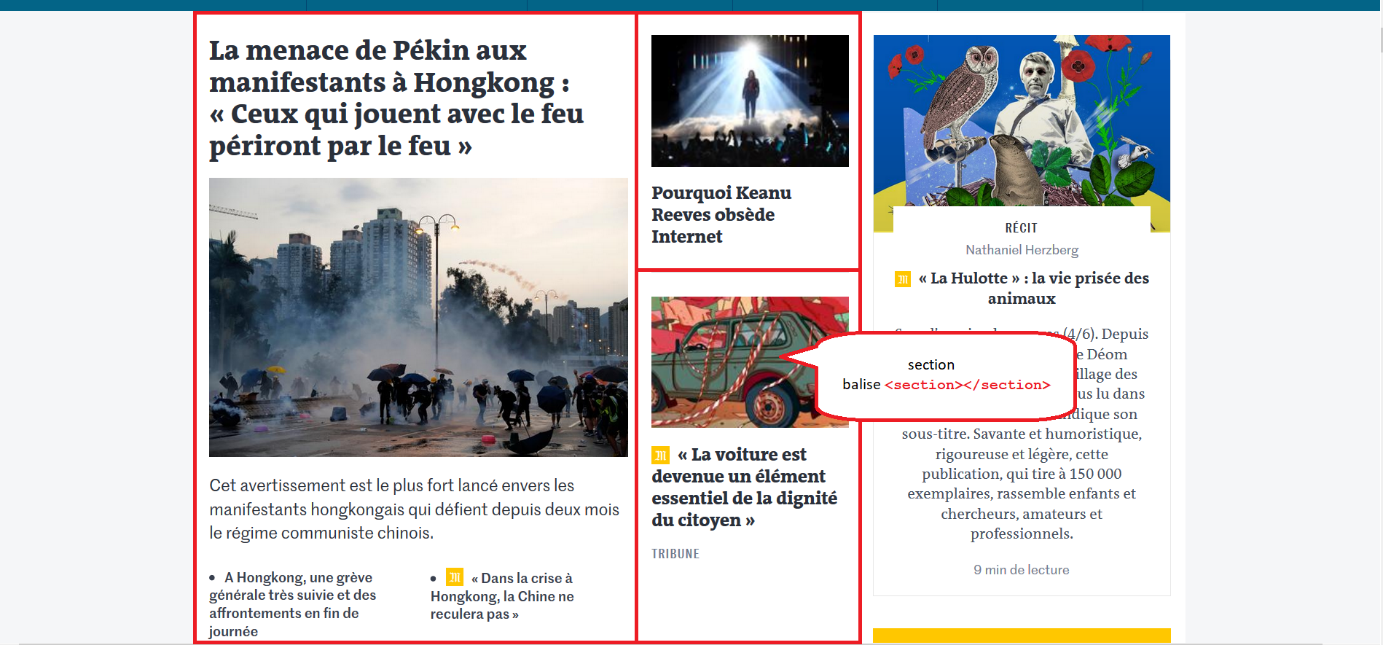 La menace de Pékin aux
manifestants à Hongkong :
« Ceux qui jouent avec le feu
périront par le feu »
Cet avertissement est le plus fort lancé envers les
manifestants hongkongais qui défient depuis deux mois
le régime communiste chinois.
• A Hongkong, une grève
générale très suivie et des
affrontements en fin de
journée
• M « Dans la crise à
Hongkong, la Chine ne
reculera pas »
Pourquoi Keanu
Reeves obsède
Internet
M « La voiture est
devenue un élément
essentiel de la dignité
du citoyen »
TRIBUNE
section
balise <section></section>
RÉCIT
Nathaniel Herzberg
M « La Hulotte » : la vie prisée des
animaux
(4/6). Depuis
Déom
des
lu dans
indique son
sous-titre. Savante et humoristique,
rigoureuse et légère, cette
publication, qui tire à 150 000
exemplaires, rassemble enfants et
chercheurs, amateurs et
professionnels.
9 min de lecture